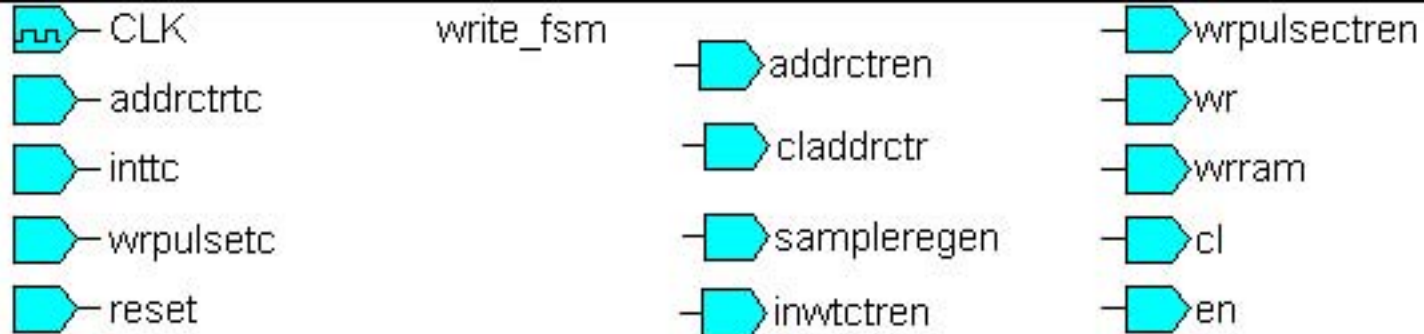 CLK
addrctrtc
inttc
wrpulsetc
reset
write_fsm
addrctren
claddrctr
sampleregen
inwtctren
wrpulsectren
wr
wrram
cl
en